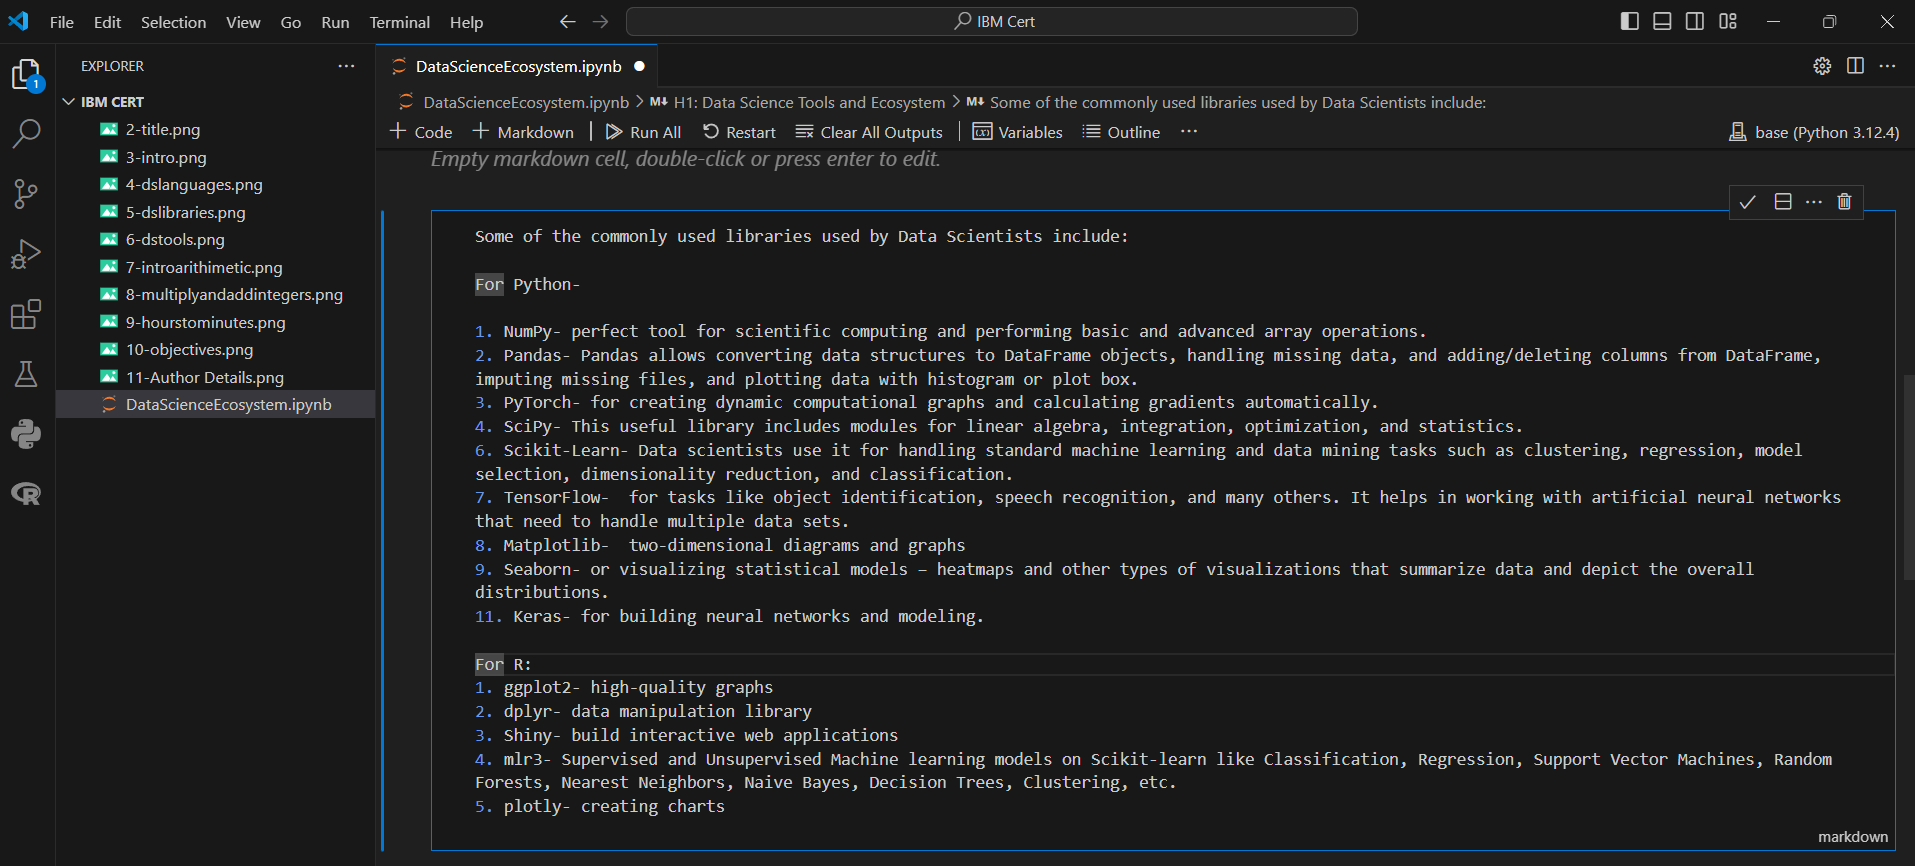 File Edit Selection View Go Run Terminal Help
IBM Cert
EXPLORER
IBM CERT
1
2-title.png
3-intro.png
4-dslanguages.png
5-dslibraries.png
6-dstools.png
7-introarithimetic.png
8-multiplyandaddintegers.png
9-hourstominutes.png
10-objectives.png
11-Author Details.png
DataScienceEcosystem.ipynb
DataScienceEcosystem.ipynb
DataScienceEcosystem.ipynb > M↓ H1: Data Science Tools and Ecosystem > M↓ Some of the commonly used libraries used by Data Scientists include:
+ Code + Markdown | Run All Restart Clear All Outputs | Variables Outline ···
base (Python 3.12.4)
Empty markdown cell, double-click or press enter to edit.
Some of the commonly used libraries used by Data Scientists include:
For Python-
1. NumPy- perfect tool for scientific computing and performing basic and advanced array operations.
2. Pandas- Pandas allows converting data structures to DataFrame objects, handling missing data, and adding/deleting columns from DataFrame,
imputing missing files, and plotting data with histogram or plot box.
3. PyTorch- for creating dynamic computational graphs and calculating gradients automatically.
4. SciPy- This useful library includes modules for linear algebra, integration, optimization, and statistics.
6. Scikit-Learn- Data scientists use it for handling standard machine learning and data mining tasks such as clustering, regression, model
selection, dimensionality reduction, and classification.
7. TensorFlow-  for tasks like object identification, speech recognition, and many others. It helps in working with artificial neural networks
that need to handle multiple data sets.
8. Matplotlib-  two-dimensional diagrams and graphs
9. Seaborn- or visualizing statistical models – heatmaps and other types of visualizations that summarize data and depict the overall
distributions.
11. Keras- for building neural networks and modeling.
For R:
1. ggplot2- high-quality graphs
2. dplyr- data manipulation library
3. Shiny- build interactive web applications
4. mlr3- Supervised and Unsupervised Machine learning models on Scikit-learn like Classification, Regression, Support Vector Machines, Random
Forests, Nearest Neighbors, Naive Bayes, Decision Trees, Clustering, etc.
5. plotly- creating charts
markdown